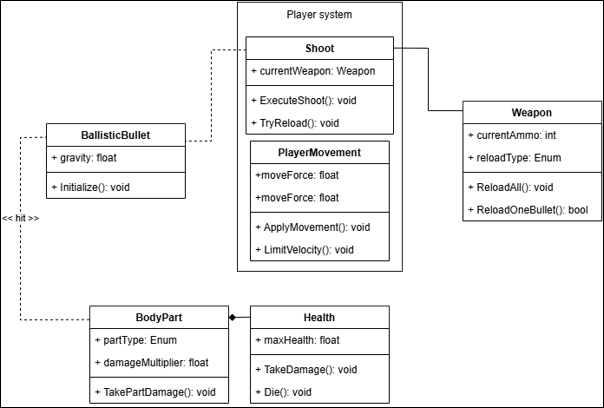 Player system
Shoot
+ currentWeapon: Weapon
+ ExecuteShoot(): void
+ TryReload(): void
PlayerMovement
+moveForce: float
+moveForce: float
+ ApplyMovement(): void
+ LimitVelocity(): void
Weapon
+ currentAmmo: int
+ reloadType: Enum
+ ReloadAll(): void
+ ReloadOneBullet(): bool
BallisticBullet
+ gravity: float
+ Initialize(): void
<< hit >>
BodyPart
+ partType: Enum
+ damageMultiplier: float
+ TakePartDamage(): void
Health
+ maxHealth: float
+ TakeDamage(): void
+ Die(): void